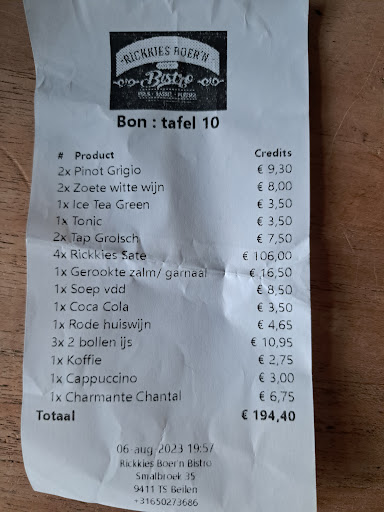 RICKKIES BOER'N
Bistro
Bon : tafel 10
# Product Credits
2x Pinot Grigio € 9,30
2x Zoete witte wijn € 8,00
1x Ice Tea Green € 3,50
1x Tonic € 3,50
2x Tap Grolsch € 7,50
4x Rickkies Sate € 106,00
1x Gerookte zalm/ garnaal € 16,50
1x Soep vdd € 8,50
1x Coca Cola € 3,50
1x Rode huiswijn € 4,65
3x 2 bollen ijs € 10,95
1x Koffie € 2,75
1x Cappuccino € 3,00
1x Charmante Chantal € 6,75
Totaal € 194,40
06-aug-2023 19:57
Rickkies Boer'n Bistro
Smalbroek 35
9411 TS Beilen
+31650273686